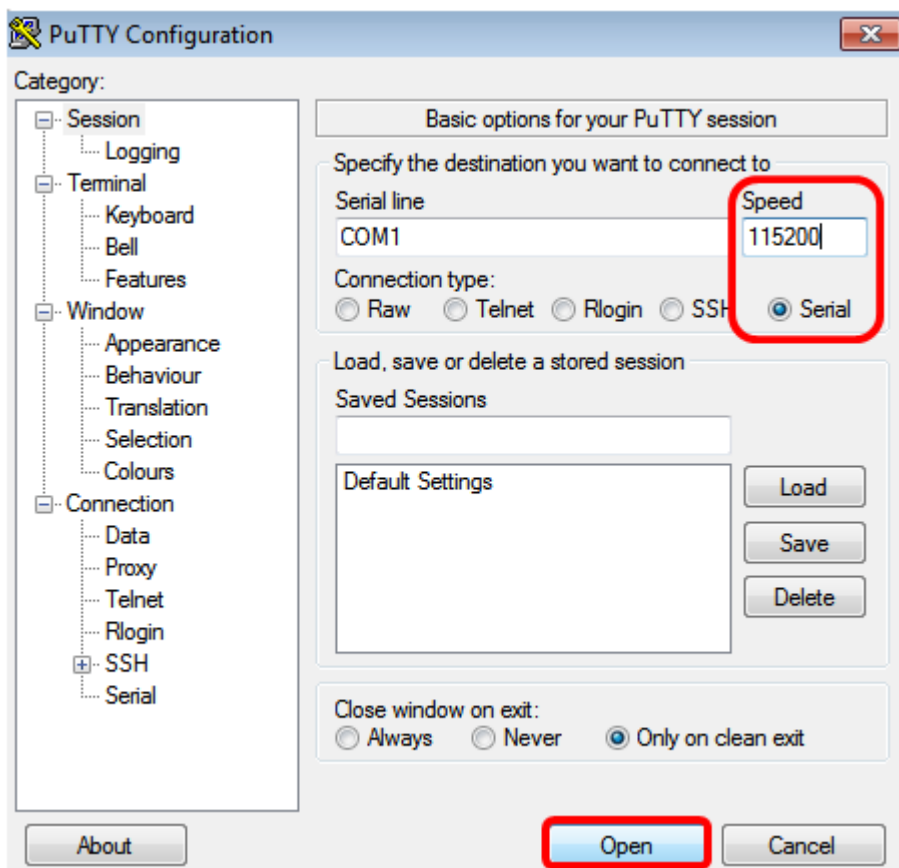 PuTTY Configuration
Category:
Session
Logging
Terminal
Keyboard
Bell
Features
Window
Appearance
Behaviour
Translation
Selection
Colours
Connection
Data
Proxy
Telnet
Rlogin
SSH
Serial
Basic options for your PuTTY session
Specify the destination you want to connect to
Serial line Speed
COM1 115200
Connection type:
Raw Telnet Rlogin SSH Serial
Load, save or delete a stored session
Saved Sessions
Default Settings
Load
Save
Delete
Close window on exit:
Always Never Only on clean exit
About Open Cancel